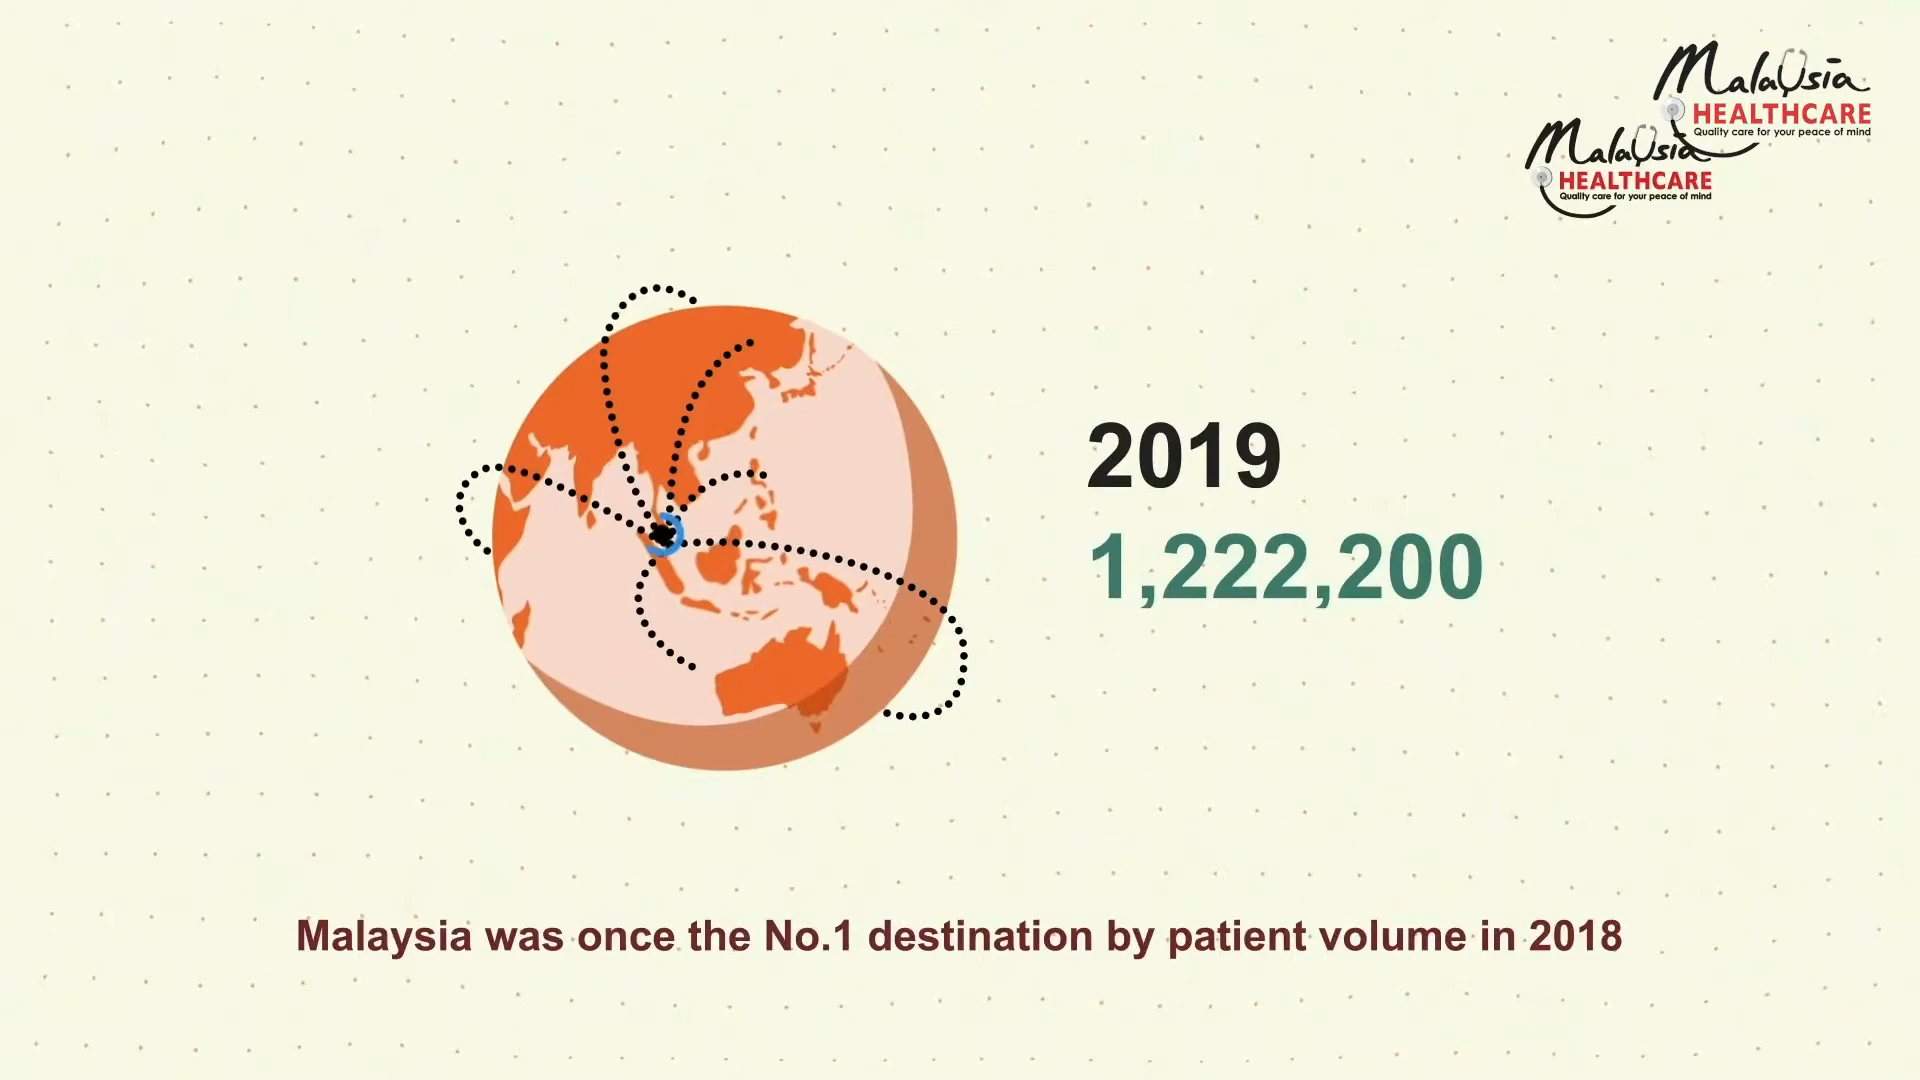 Malaysia
HEALTHCARE
Quality care for your peace of mind
Malaysia
HEALTHCARE
Quality care for your peace of mind
2019
1,222,200
Malaysia was once the No.1 destination by patient volume in 2018